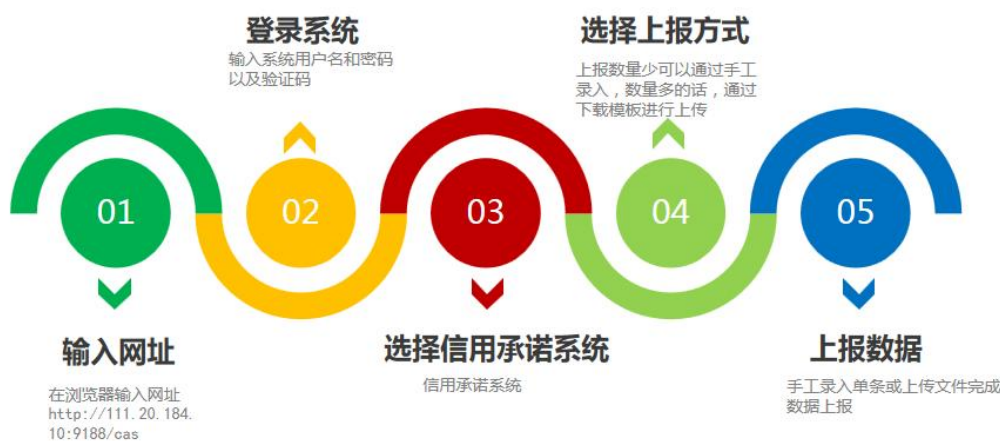 01
输入网址
在浏览器输入网址
http://111.20.184.
10:9188/cas
02
登录系统
输入系统用户名和密码
以及验证码
03
选择信用承诺系统
信用承诺系统
04
选择上报方式
上报数量少可以通过手工
录入，数量多的话，通过
下载模板进行上传
05
上报数据
手工录入单条或上传文件完成
数据上报